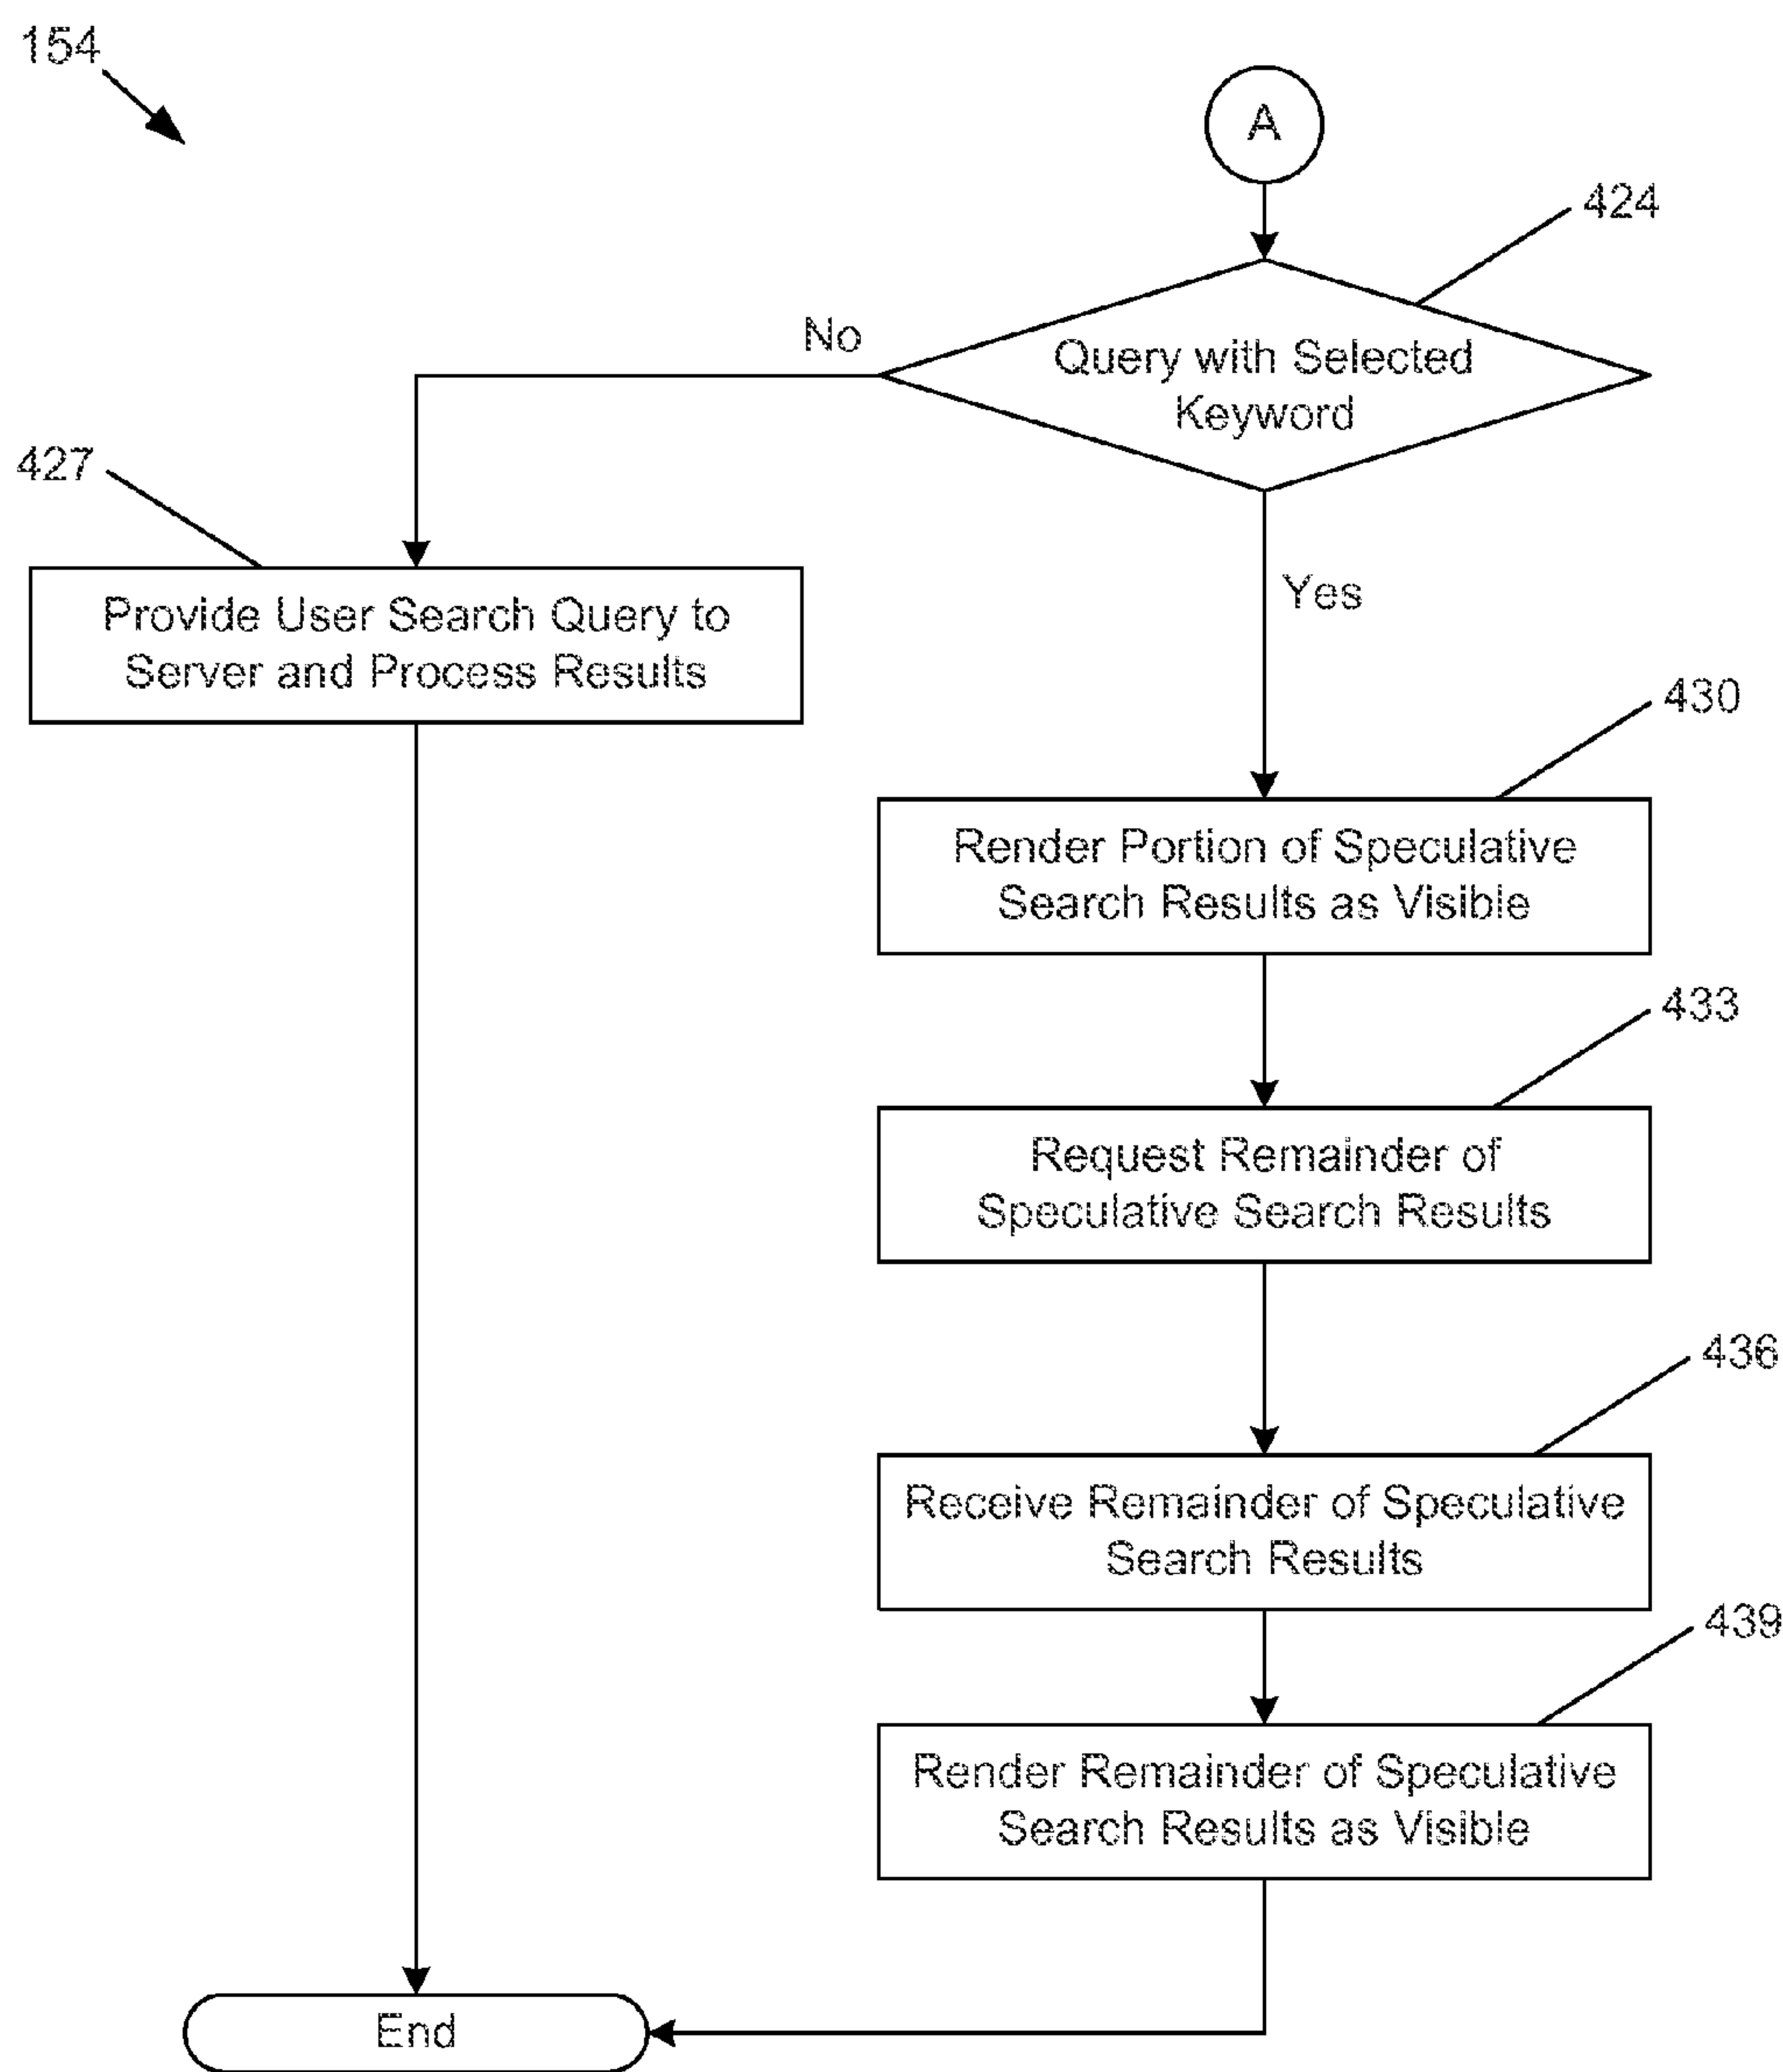 154
A
424
No
Query with Selected
Keyword
427
Yes
Provide User Search Query to
Server and Process Results
430
Render Portion of Speculative
Search Results as Visible
433
Request Remainder of
Speculative Search Results
436
Receive Remainder of Speculative
Search Results
439
Render Remainder of Speculative
Search Results as Visible
End